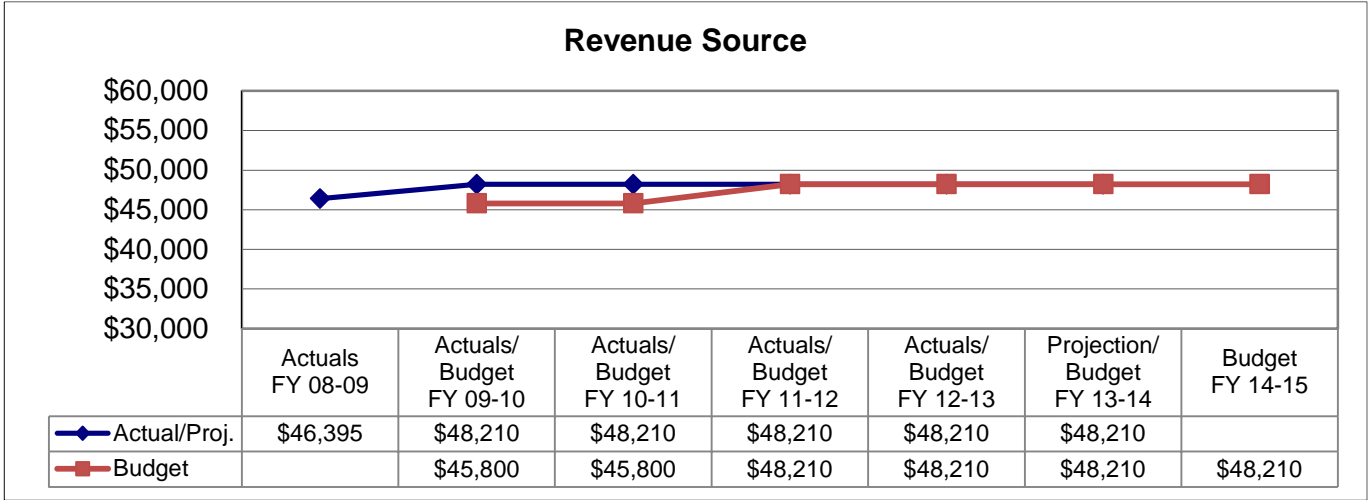 Revenue Source
$60,000
$55,000
$50,000
$45,000
$40,000
$35,000
$30,000
Actuals
FY 08-09
Actuals/
Budget
FY 09-10
Actuals/
Budget
FY 10-11
Actuals/
Budget
FY 11-12
Actuals/
Budget
FY 12-13
Projection/
Budget
FY 13-14
Budget
FY 14-15
Actual/Proj. $46,395 $48,210 $48,210 $48,210 $48,210 $48,210
Budget $45,800 $45,800 $48,210 $48,210 $48,210 $48,210